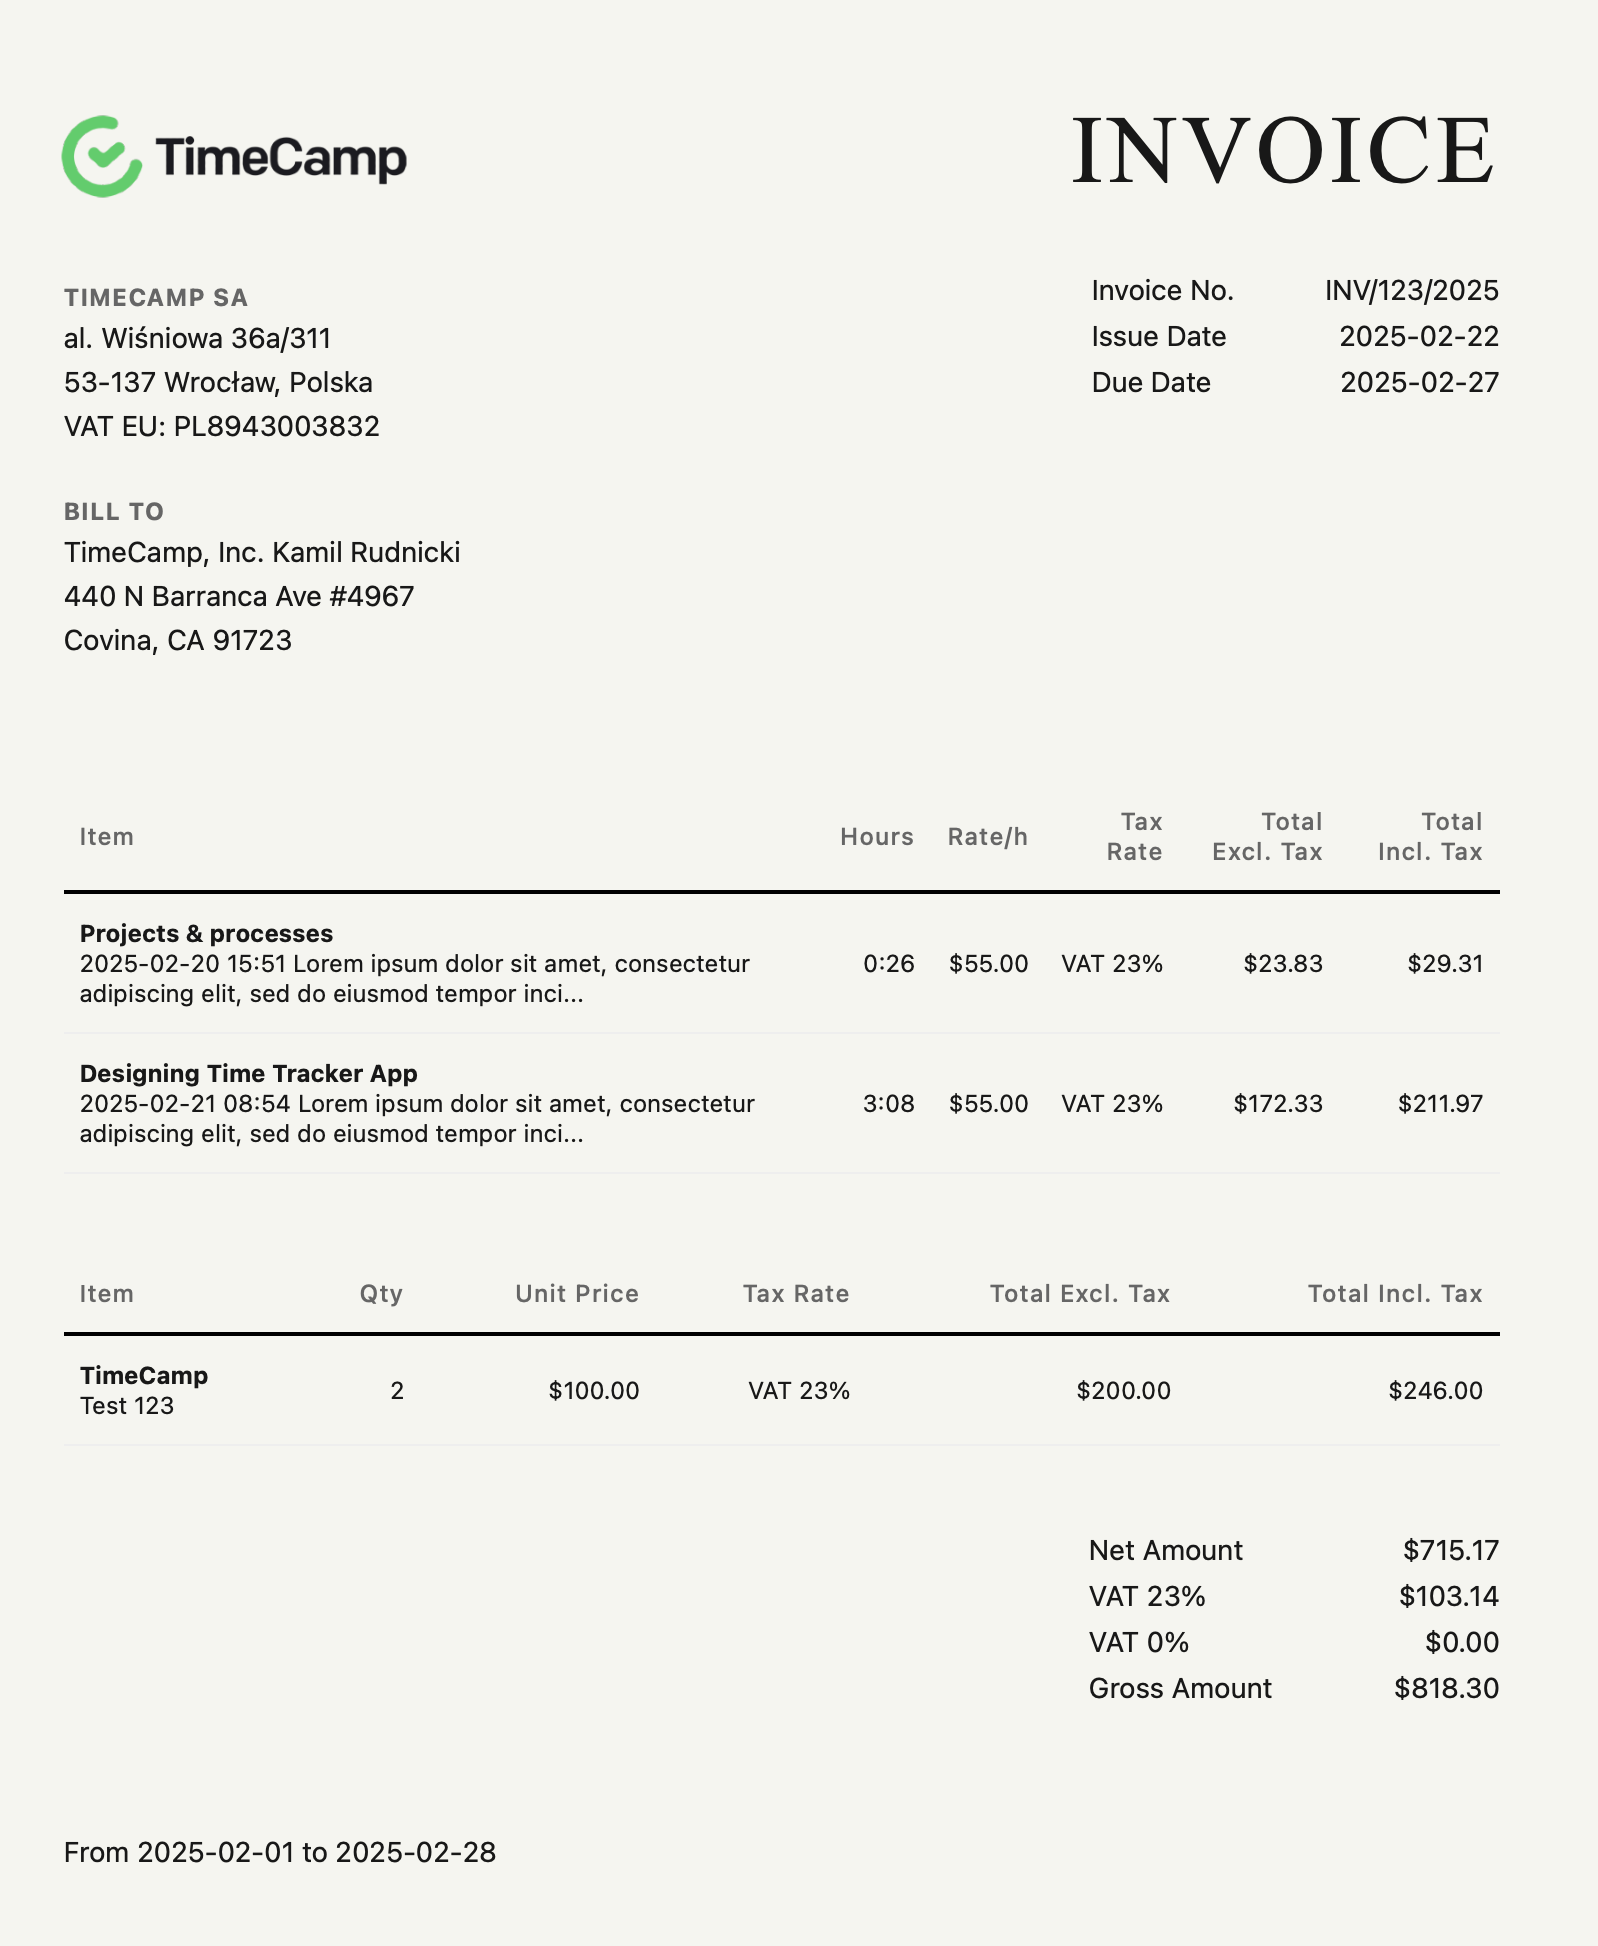 TimeCamp
INVOICE
TIMECAMP SA
al. Wiśniowa 36a/311
53-137 Wrocław, Polska
VAT EU: PL8943003832
Invoice No. INV/123/2025
Issue Date 2025-02-22
Due Date 2025-02-27
BILL TO
TimeCamp, Inc. Kamil Rudnicki
440 N Barranca Ave #4967
Covina, CA 91723
Item Hours Rate/h Tax Rate Total Excl. Tax Total Incl. Tax
Projects & processes
2025-02-20 15:51 Lorem ipsum dolor sit amet, consectetur 0:26 $55.00 VAT 23% $23.83 $29.31
adipiscing elit, sed do eiusmod tempor inci...
Designing Time Tracker App
2025-02-21 08:54 Lorem ipsum dolor sit amet, consectetur 3:08 $55.00 VAT 23% $172.33 $211.97
adipiscing elit, sed do eiusmod tempor inci...
Item Qty Unit Price Tax Rate Total Excl. Tax Total Incl. Tax
TimeCamp
Test 123 2 $100.00 VAT 23% $200.00 $246.00
Net Amount $715.17
VAT 23% $103.14
VAT 0% $0.00
Gross Amount $818.30
From 2025-02-01 to 2025-02-28